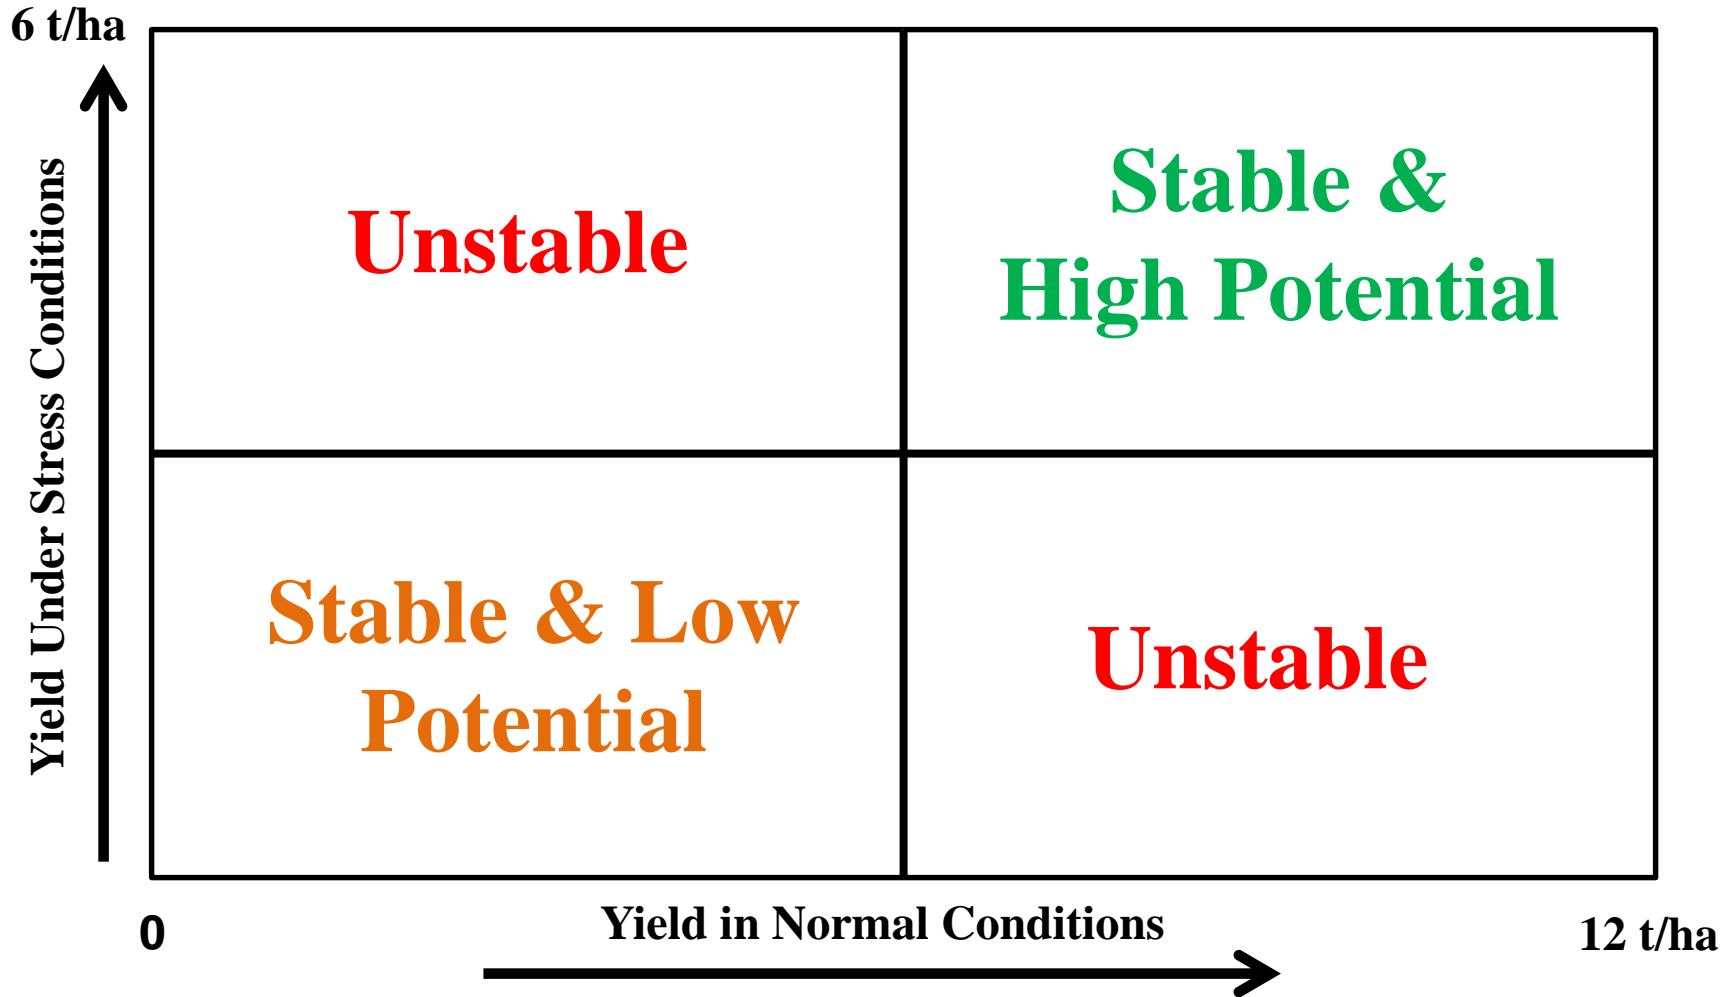 6 t/ha
Yield Under Stress Conditions
Unstable
Stable &
High Potential
Stable & Low
Potential
Unstable
0
Yield in Normal Conditions
12 t/ha